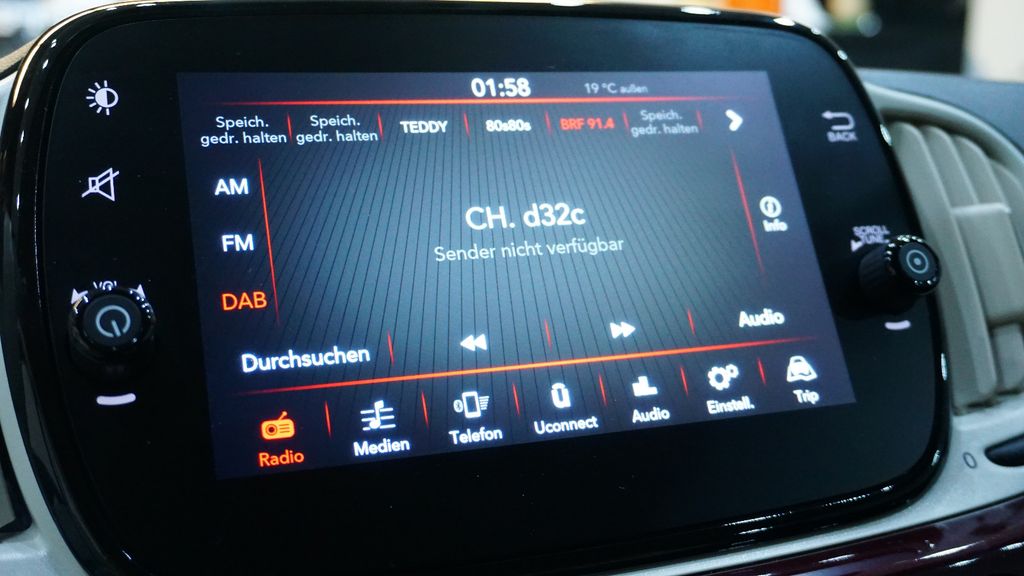 01:58
19 °C außen
Speich.
gedr. halten
Speich.
gedr. halten
TEDDY
80s80s
BRF 91.4
Speich.
gedr. halten
BACK
AM
FM
DAB
CH. d32c
Sender nicht verfügbar
Info
SCROLL
TUNE
Durchsuchen
Audio
Radio
Medien
Telefon
Uconnect
Audio
Einstell.
Trip
0